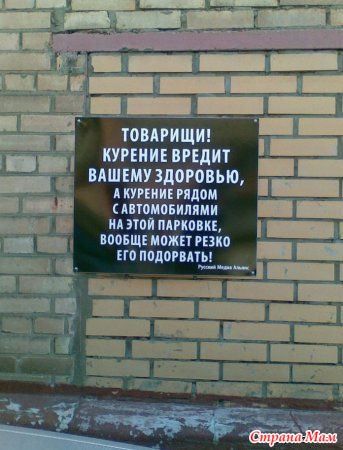 ТОВАРИЩИ!
КУРЕНИЕ ВРЕДИТ
ВАШЕМУ ЗДОРОВЬЮ,
А КУРЕНИЕ РЯДОМ
С АВТОМОБИЛЯМИ
НА ЭТОЙ ПАРКОВКЕ,
ВООБЩЕ МОЖЕТ РЕЗКО
ЕГО ПОДОРВАТЬ!
Русский Медиа Альянс
Страна-Мам